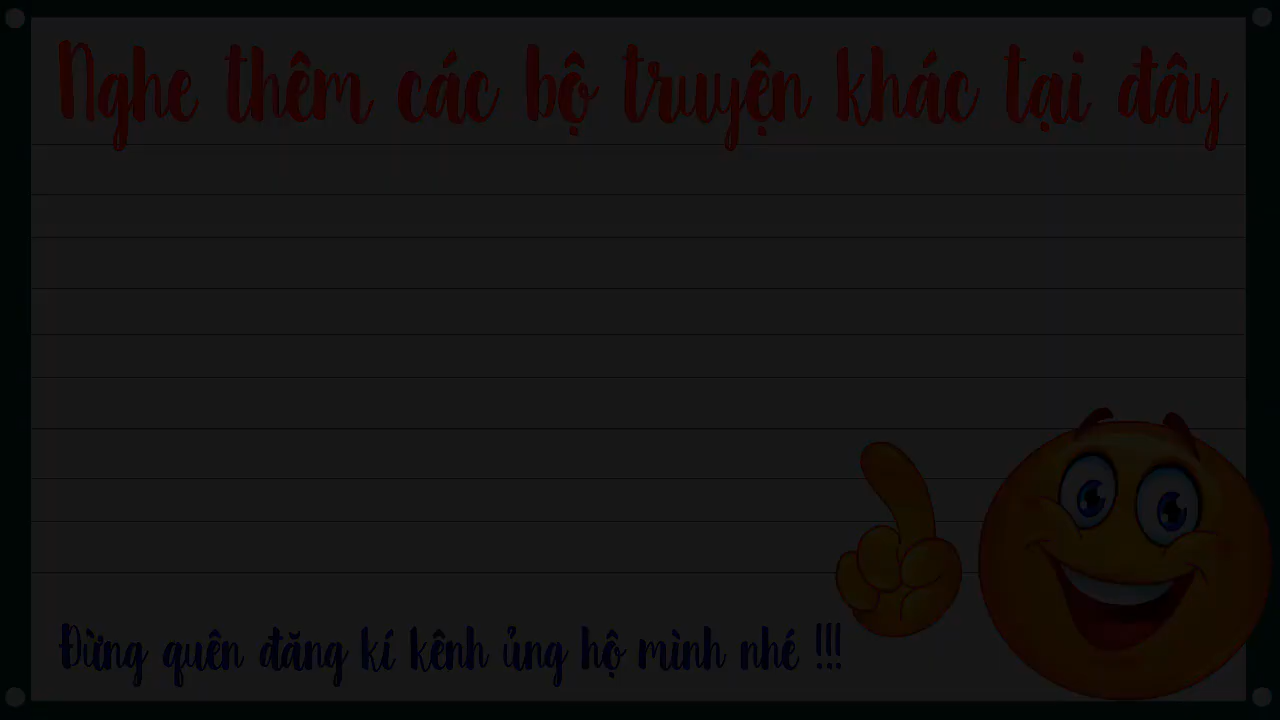 Nghe thêm các bộ truyện khác tại đây
Đừng quên đăng kí kênh ủng hộ mình nhé !!!